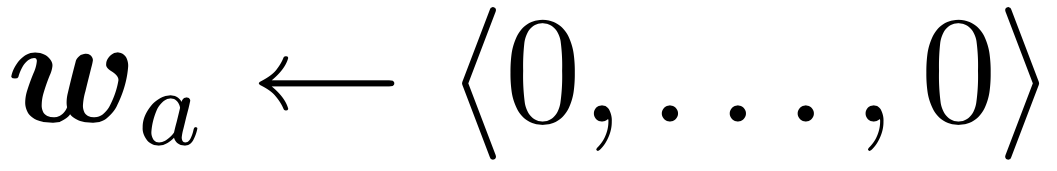 w_a ← ⟨0, . . . , 0⟩